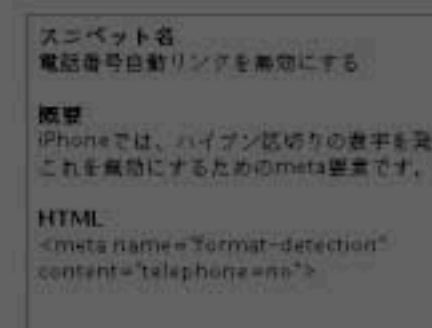 スニペット名
電話番号自動リンクを無効にする
概要
iPhoneでは、ハイフン区切りの数字を発
これを無効にするためのmeta要素です。
HTML
<meta name="format-detection"
content="telephone=no">